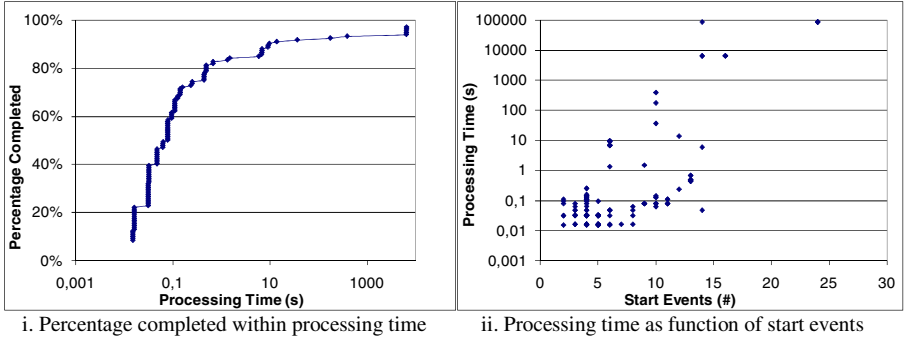 100%
80%
60%
40%
20%
0%
Percentage Completed
0,001 0,1 10 1000
Processing Time (s)
100000
10000
1000
100
10
1
0,1
0,01
0,001
Processing Time (s)
0 5 10 15 20 25 30
Start Events (#)
i. Percentage completed within processing time
ii. Processing time as function of start events